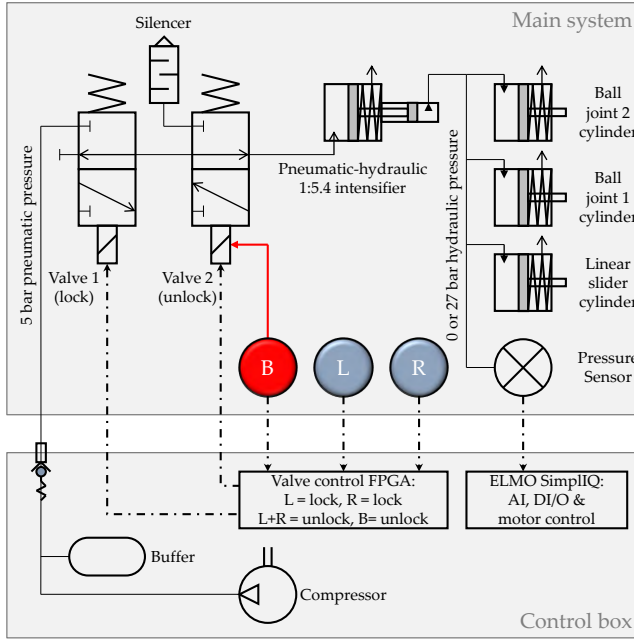 Main system
Silencer
Ball
joint 2
cylinder
Pneumatic-hydraulic
1:5.4 intensifier
Ball
joint 1
cylinder
5 bar pneumatic pressure
0 or 27 bar hydraulic pressure
Valve 1
(lock)
Valve 2
(unlock)
Linear
slider
cylinder
B
L
R
Pressure
Sensor
Valve control FPGA:
L = lock, R = lock
L+R = unlock, B= unlock
ELMO SimplIQ:
AI, DI/O &
motor control
Buffer
Compressor
Control box